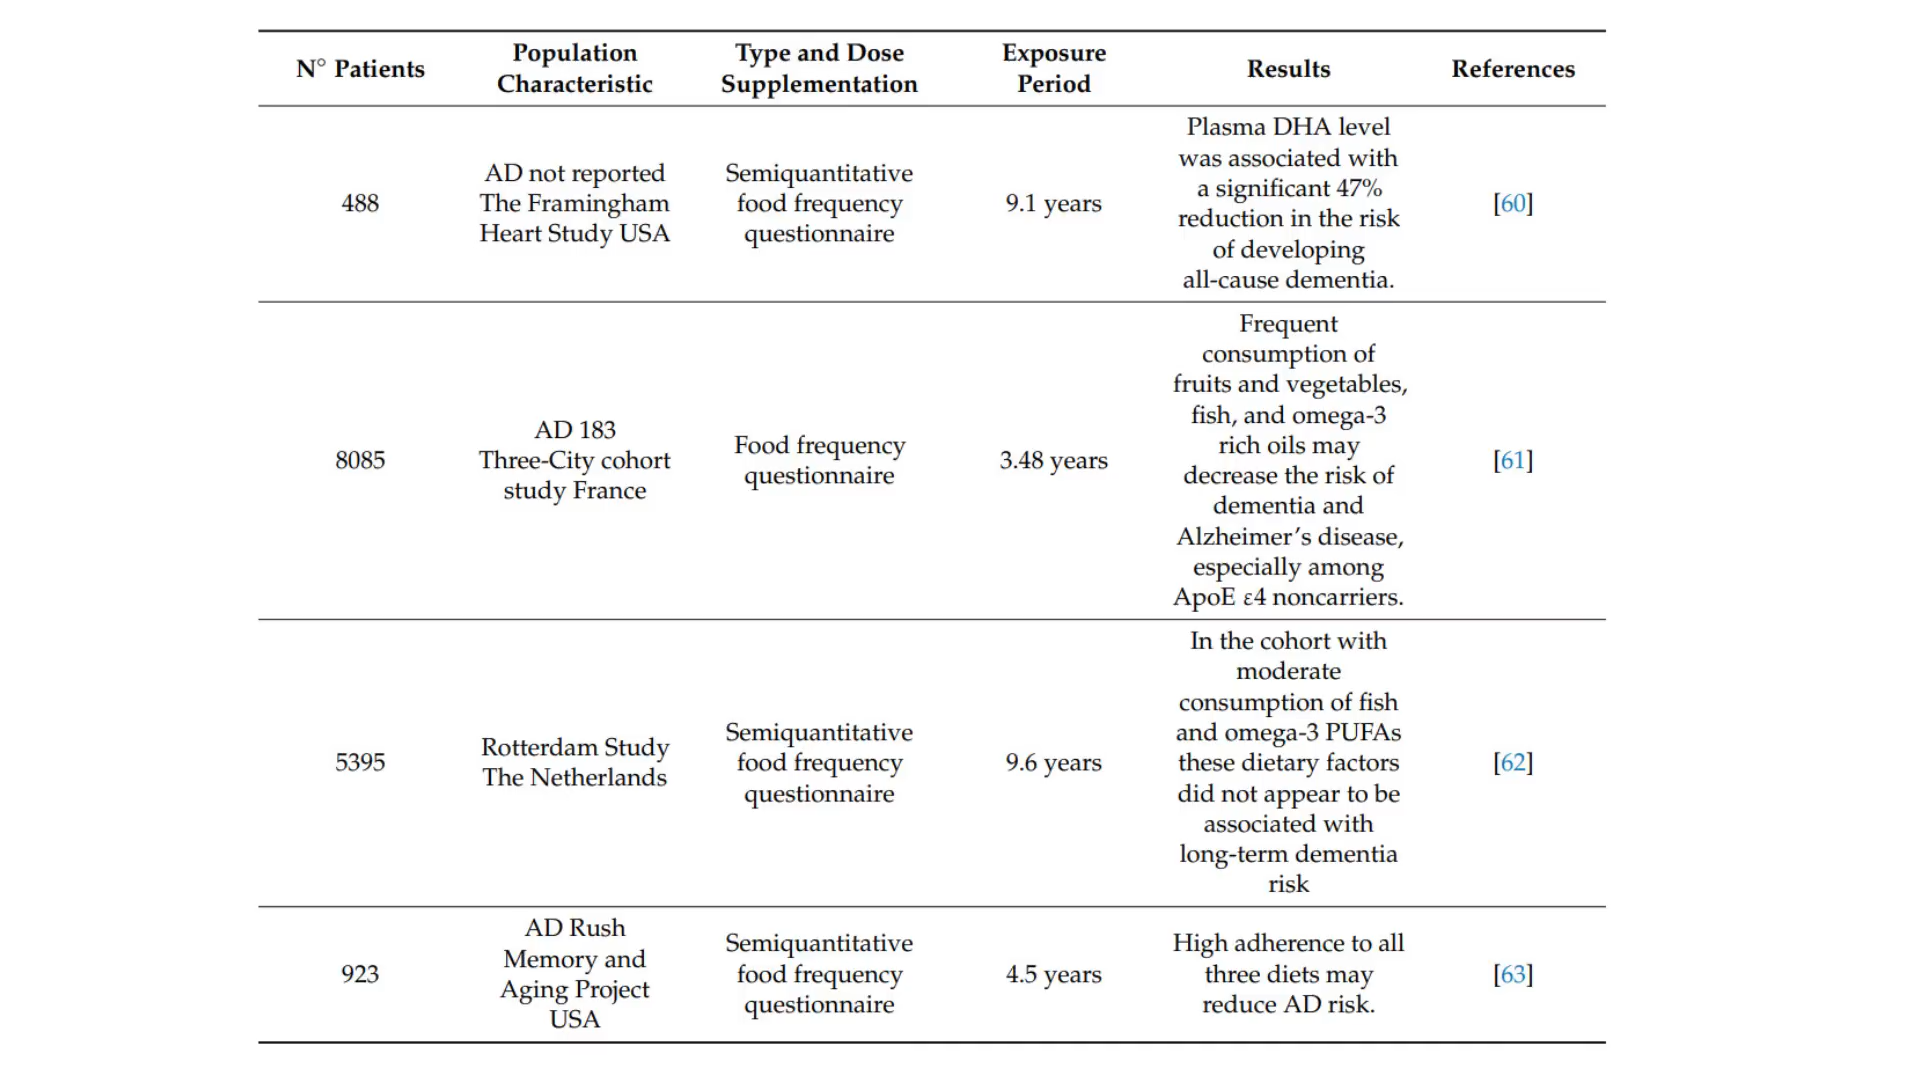 N° Patients
Population
Characteristic
Type and Dose
Supplementation
Exposure
Period
Results
References
488
AD not reported
The Framingham
Heart Study USA
Semiquantitative
food frequency
questionnaire
9.1 years
Plasma DHA level
was associated with
a significant 47%
reduction in the risk
of developing
all-cause dementia.
[60]
8085
AD 183
Three-City cohort
study France
Food frequency
questionnaire
3.48 years
Frequent
consumption of
fruits and vegetables,
fish, and omega-3
rich oils may
decrease the risk of
dementia and
Alzheimer's disease,
especially among
ApoE ε4 noncarriers.
[61]
5395
Rotterdam Study
The Netherlands
Semiquantitative
food frequency
questionnaire
9.6 years
In the cohort with
moderate
consumption of fish
and omega-3 PUFAs
these dietary factors
did not appear to be
associated with
long-term dementia
risk
[62]
923
AD Rush
Memory and
Aging Project
USA
Semiquantitative
food frequency
questionnaire
4.5 years
High adherence to all
three diets may
reduce AD risk.
[63]